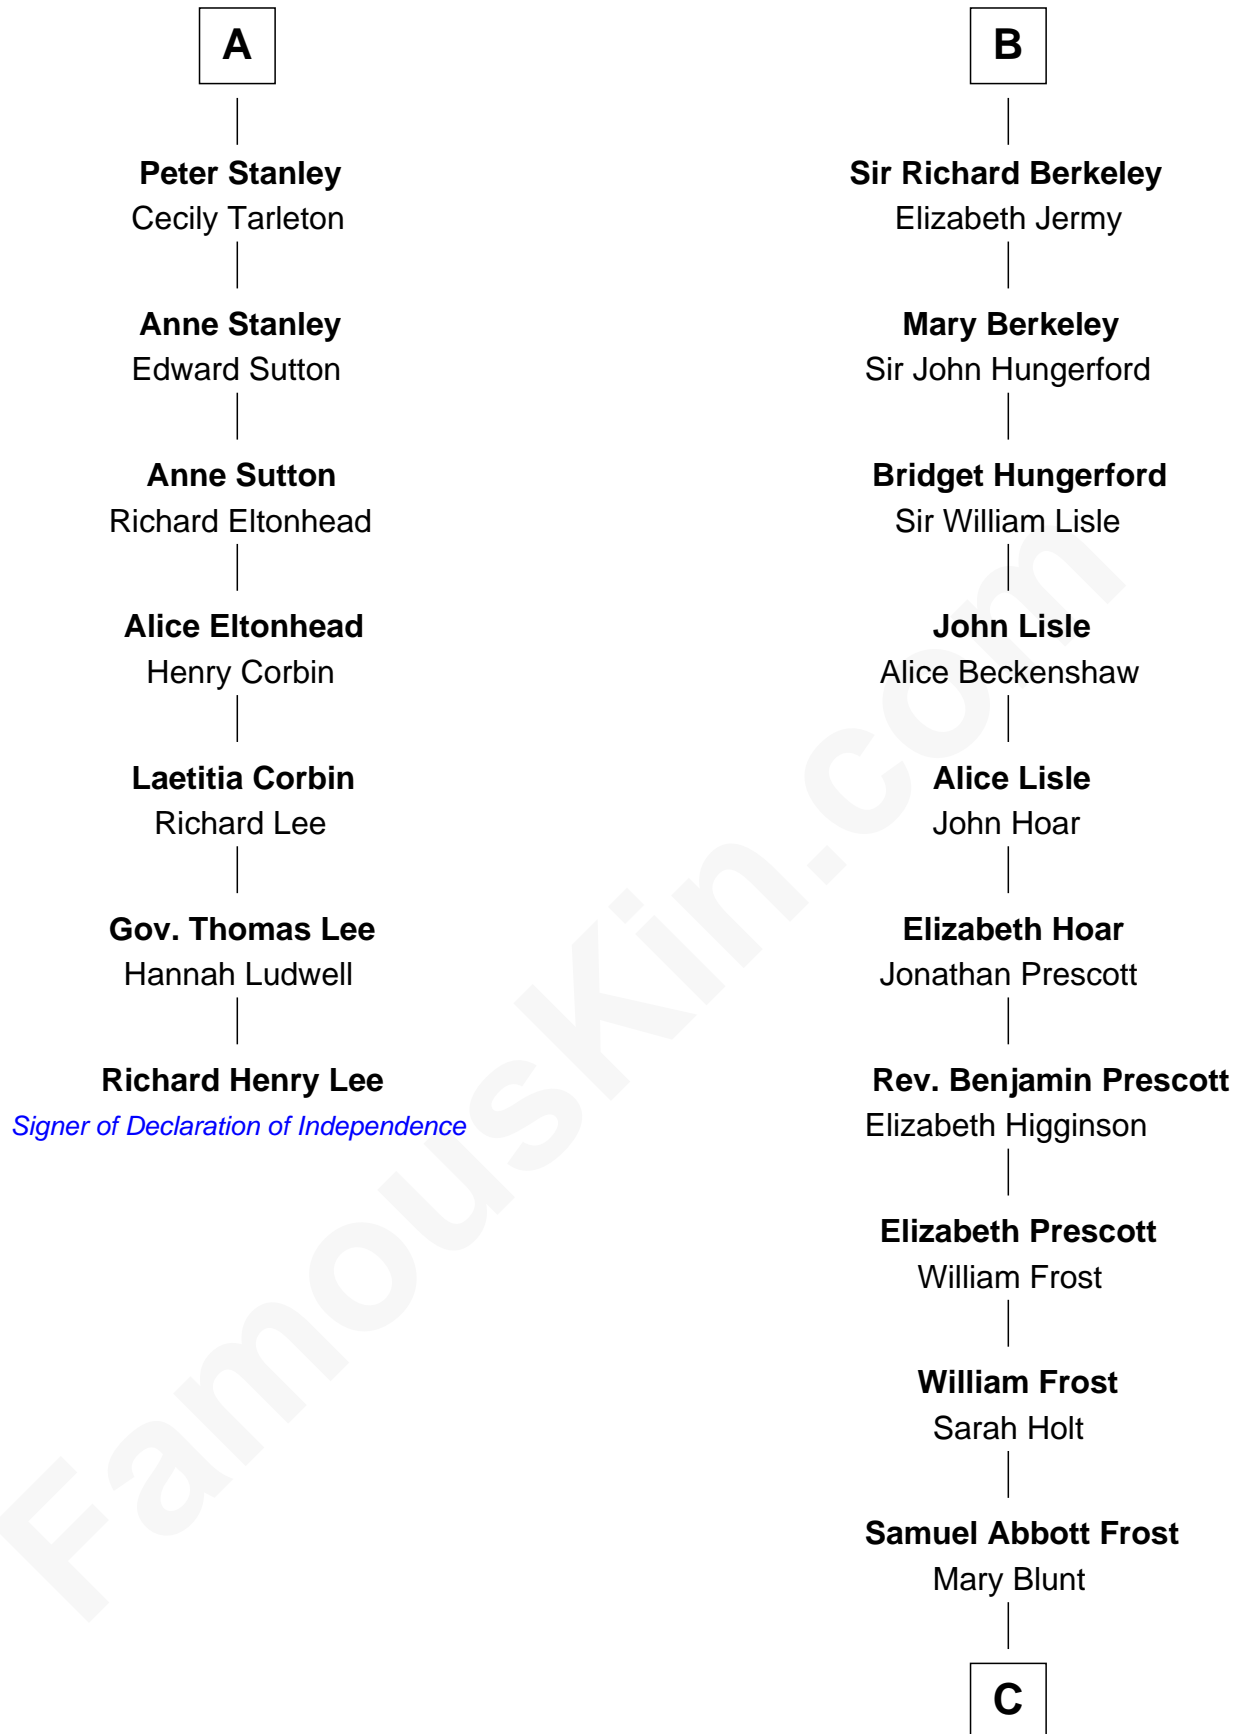 A
Peter Stanley
Cecily Tarleton
Anne Stanley
Edward Sutton
Anne Sutton
Richard Eltonhead
Alice Eltonhead
Henry Corbin
Laetitia Corbin
Richard Lee
Gov. Thomas Lee
Hannah Ludwell
Richard Henry Lee
Signer of Declaration of Independence
B
Sir Richard Berkeley
Elizabeth Jermy
Mary Berkeley
Sir John Hungerford
Bridget Hungerford
Sir William Lisle
John Lisle
Alice Beckenshaw
Alice Lisle
John Hoar
Elizabeth Hoar
Jonathan Prescott
Rev. Benjamin Prescott
Elizabeth Higginson
Elizabeth Prescott
William Frost
William Frost
Sarah Holt
Samuel Abbott Frost
Mary Blunt
C
FamousKin.com